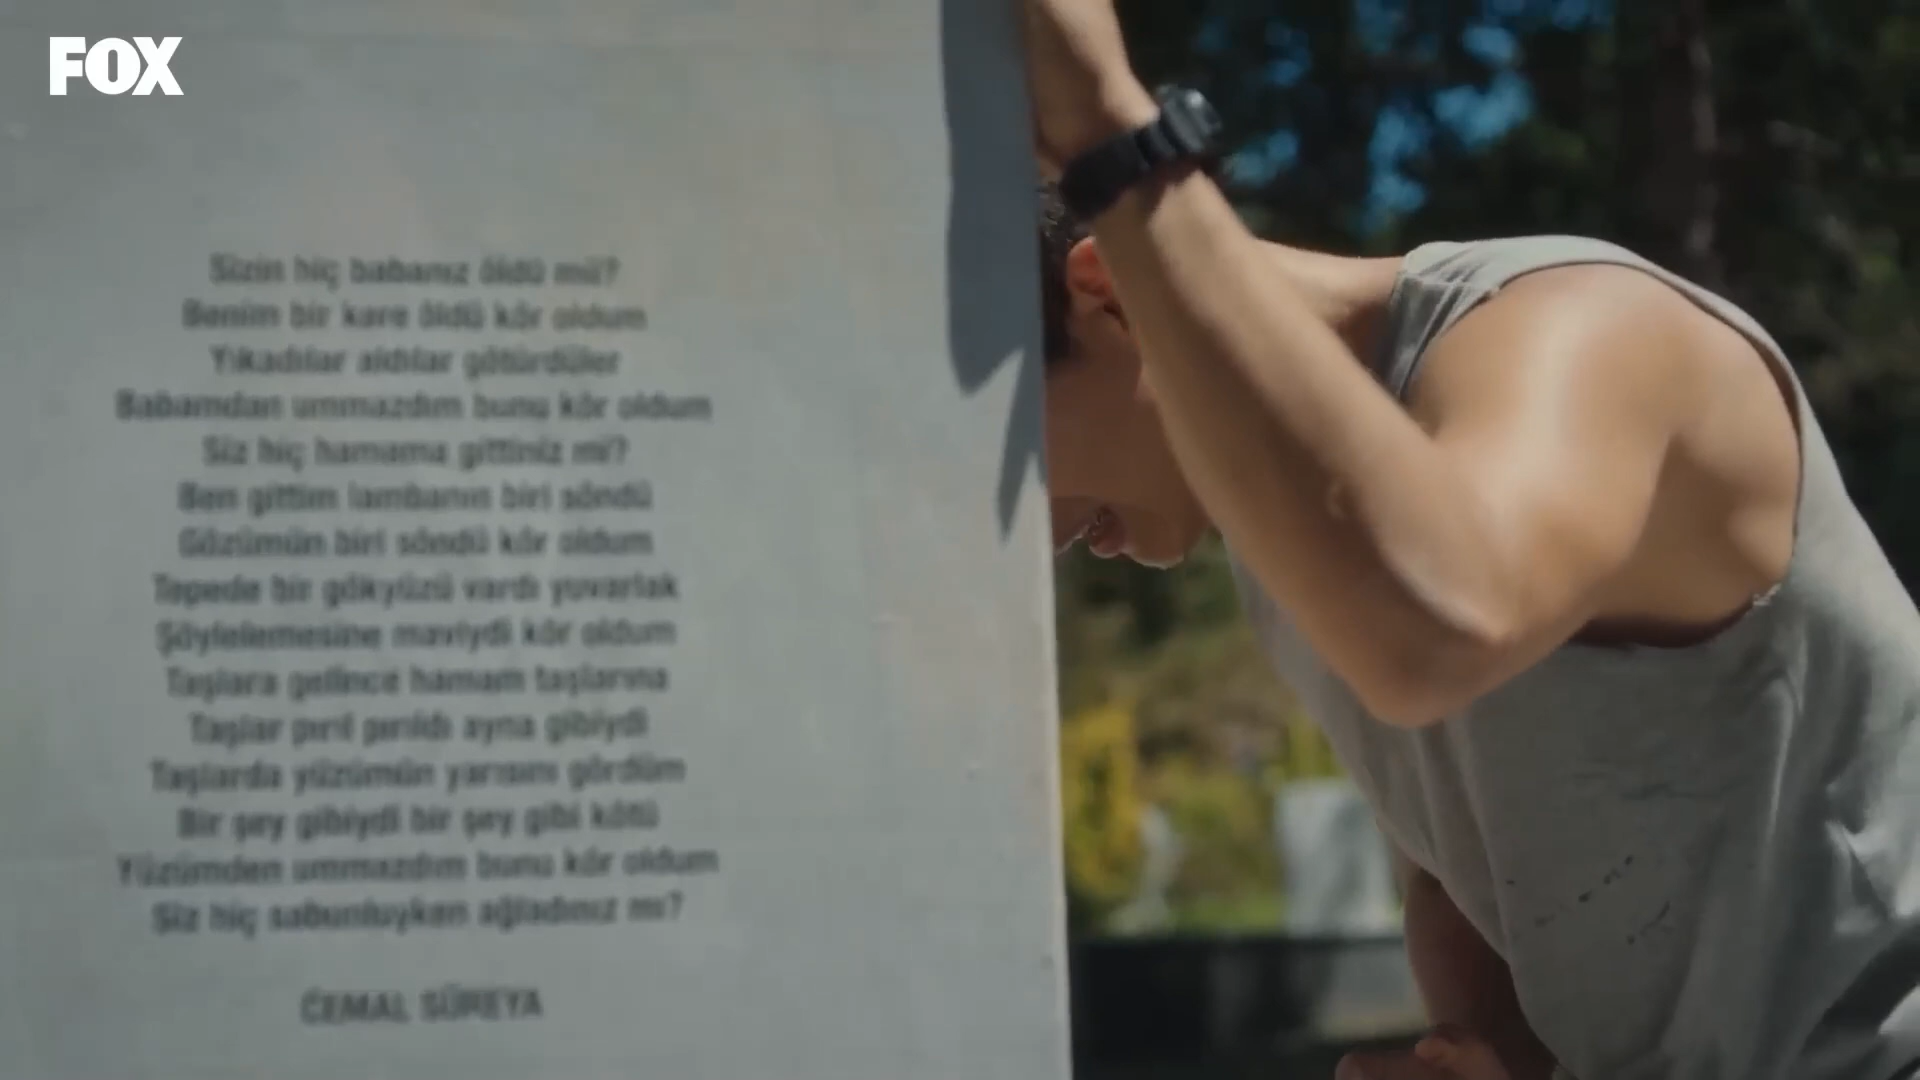 FOX
Sizin hiç babanız öldü mü?
Benim bir kere öldü kör oldum
Yıkadılar aldılar götürdüler
Babamdan ummazdım bunu kör oldum
Siz hiç hamama gittiniz mi?
Ben gittim lambanın biri söndü
Gözümün biri söndü kör oldum
Tepede bir gökyüzü vardı yuvarlak
Şöylelemesine maviydi kör oldum
Taşlara gelince hamam taşlarına
Taşlar pırıl pırıldı ayna gibiydi
Taşlarda yüzümün yarısını gördüm
Bir şey gibiydi bir şey gibi kötü
Yüzümden ummazdım bunu kör oldum
Siz hiç sabunluyken ağladınız mı?
CEMAL SÜREYA